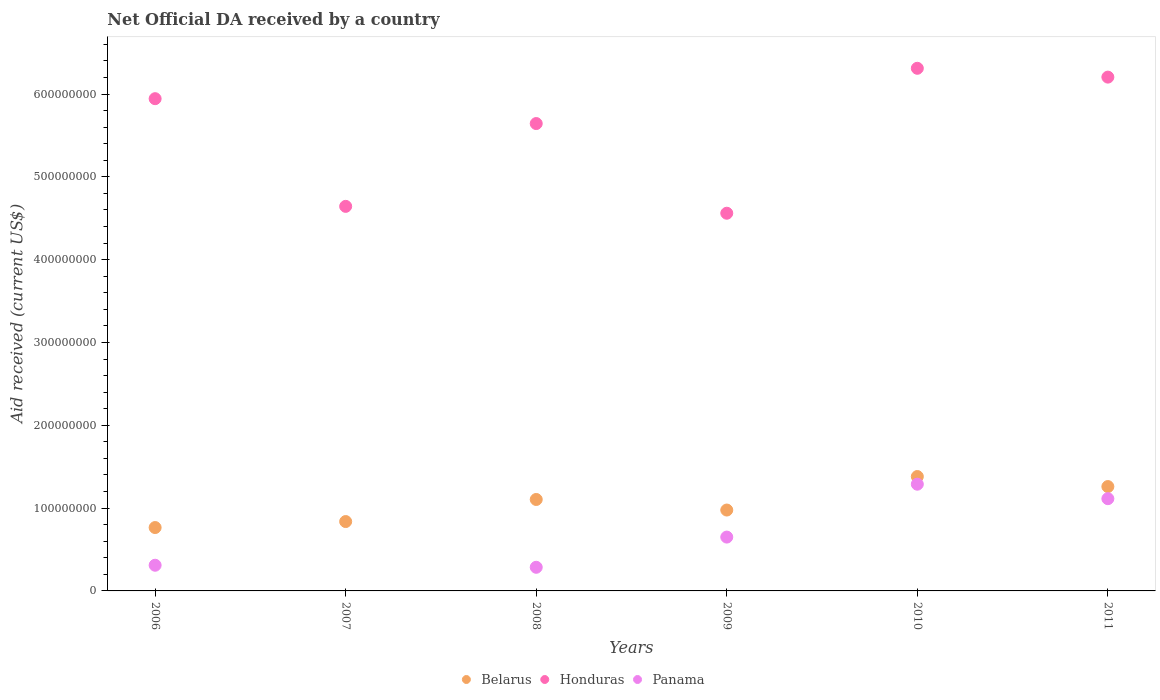 Net Official DA received by a country
Aid received (current US$)
600000000
500000000
400000000
300000000
200000000
100000000
0
2006
2007
2008
2009
2010
2011
Years
Belarus
Honduras
Panama